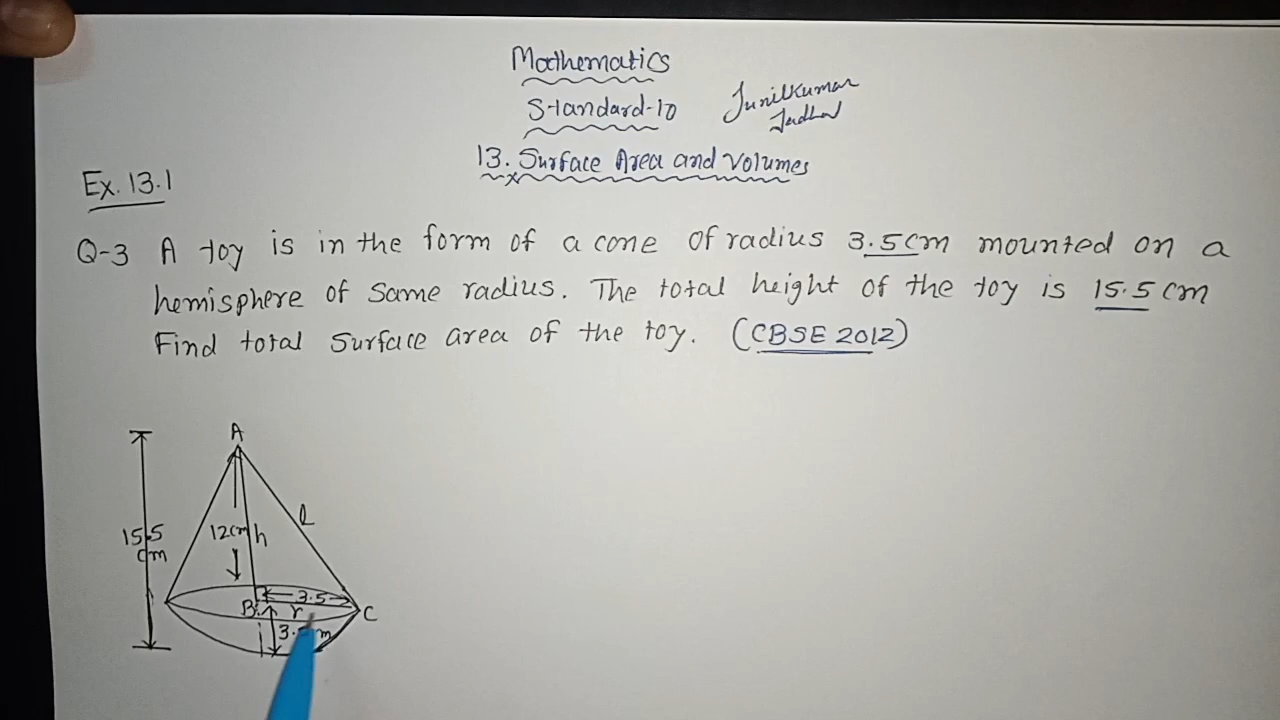 Mathematics
Standard-10
Sunilkumar
Jadhav
13. Surface Area and Volumes
Ex. 13.1
Q-3 A toy is in the form of a cone of radius 3.5cm mounted on a
hemisphere of same radius. The total height of the toy is 15.5 cm
Find total surface area of the toy. (CBSE 2012)
A
l
15.5
cm
12cm h
3.5
B r C